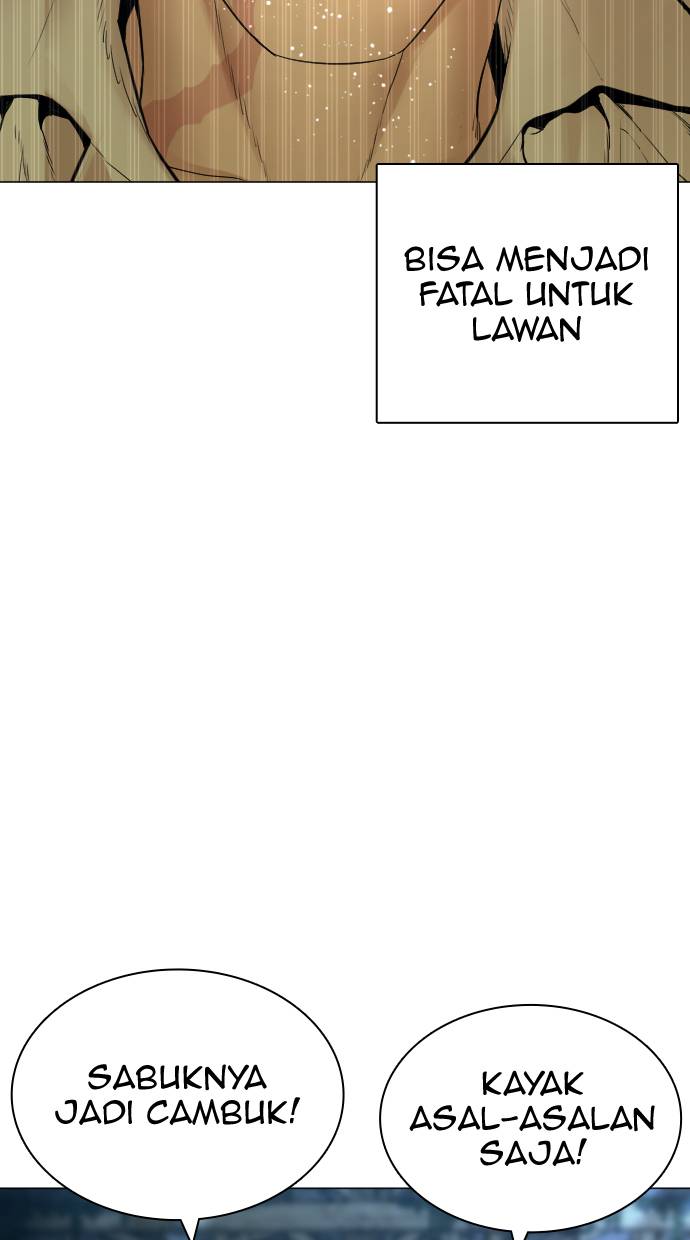 BISA MENJADI
FATAL UNTUK
LAWAN
SABUKNYA
JADI CAMBUK!
KAYAK
ASAL-ASALAN
SAJA!